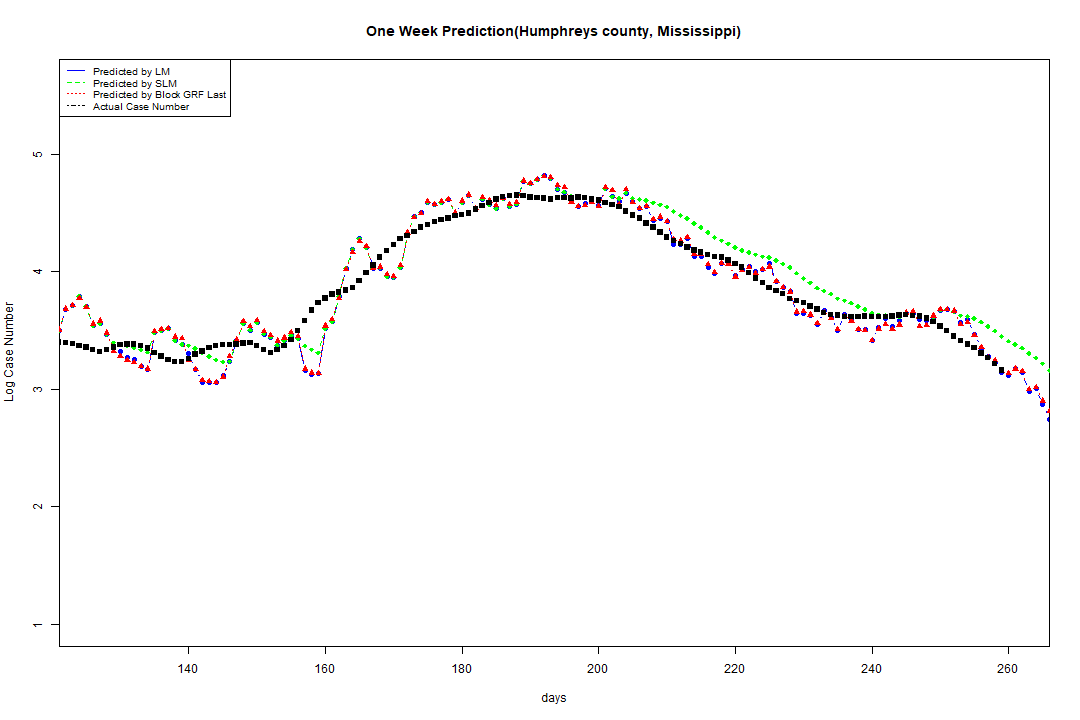 One Week Prediction(Humphreys county, Mississippi)
Predicted by LM
Predicted by SLM
Predicted by Block GRF Last
Actual Case Number
5
4
3
2
1
Log Case Number
140 160 180 200 220 240 260
days